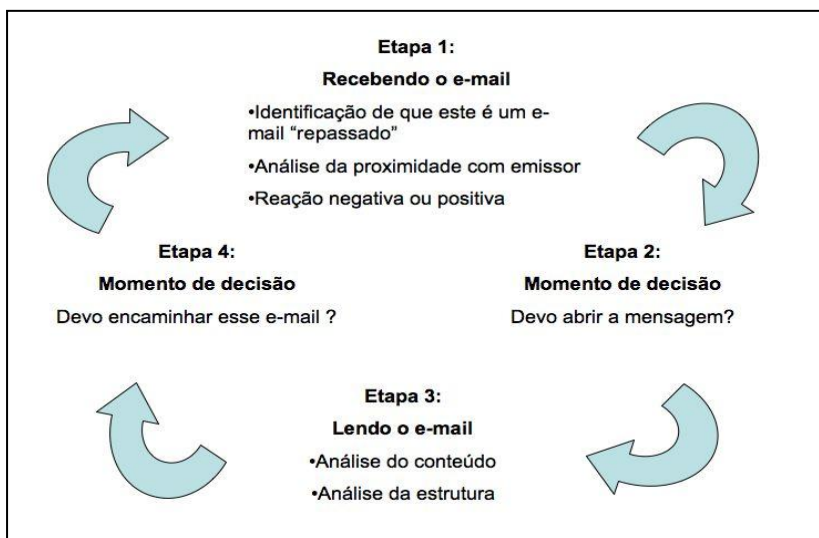 Etapa 1:
Recebendo o e-mail
•Identificação de que este é um e-
mail “repassado”
•Análise da proximidade com emissor
•Reação negativa ou positiva
Etapa 2:
Momento de decisão
Devo abrir a mensagem?
Etapa 3:
Lendo o e-mail
•Análise do conteúdo
•Análise da estrutura
Etapa 4:
Momento de decisão
Devo encaminhar esse e-mail ?